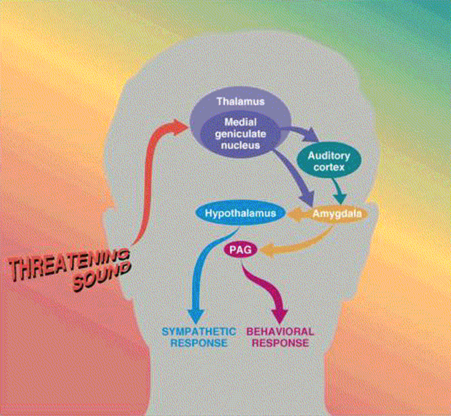 Thalamus
Medial
geniculate
nucleus
Auditory
cortex
Hypothalamus
Amygdala
PAG
THREATENING
SOUND
SYMPATHETIC
RESPONSE
BEHAVIORAL
RESPONSE